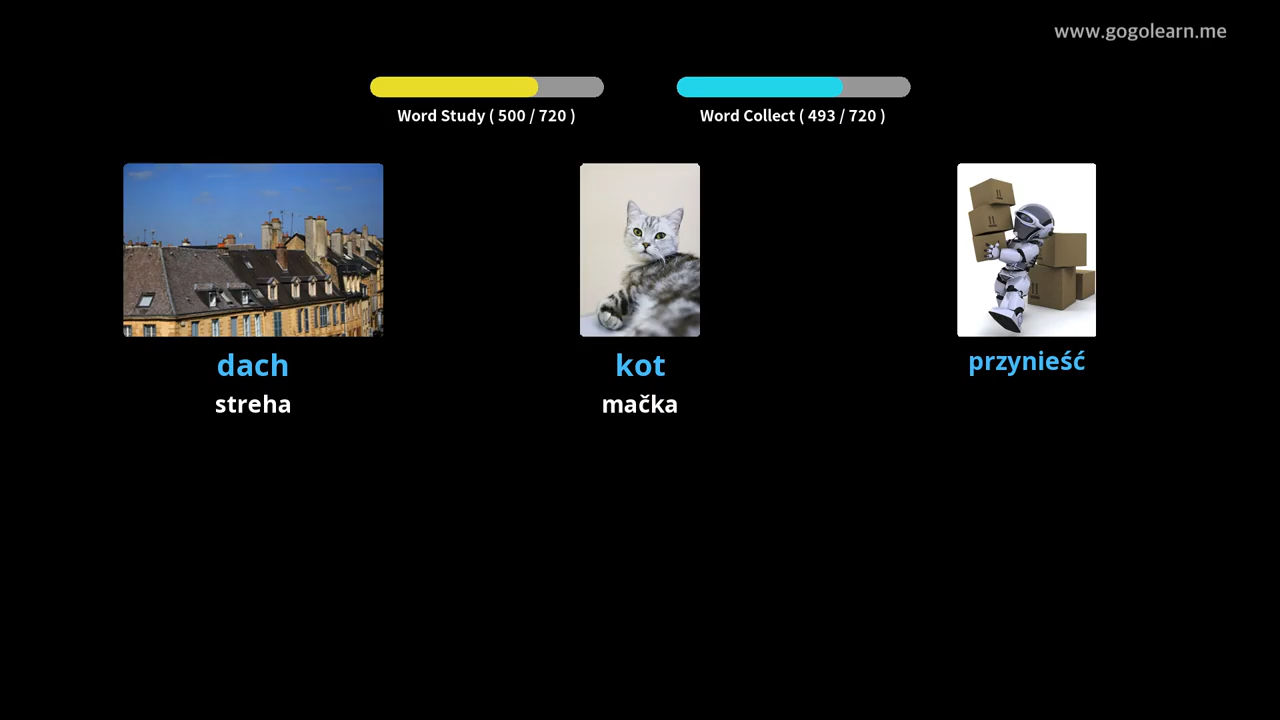 www.gogolearn.me
Word Study ( 500 / 720 )
Word Collect ( 493 / 720 )
dach
kot
przynieść
streha
mačka